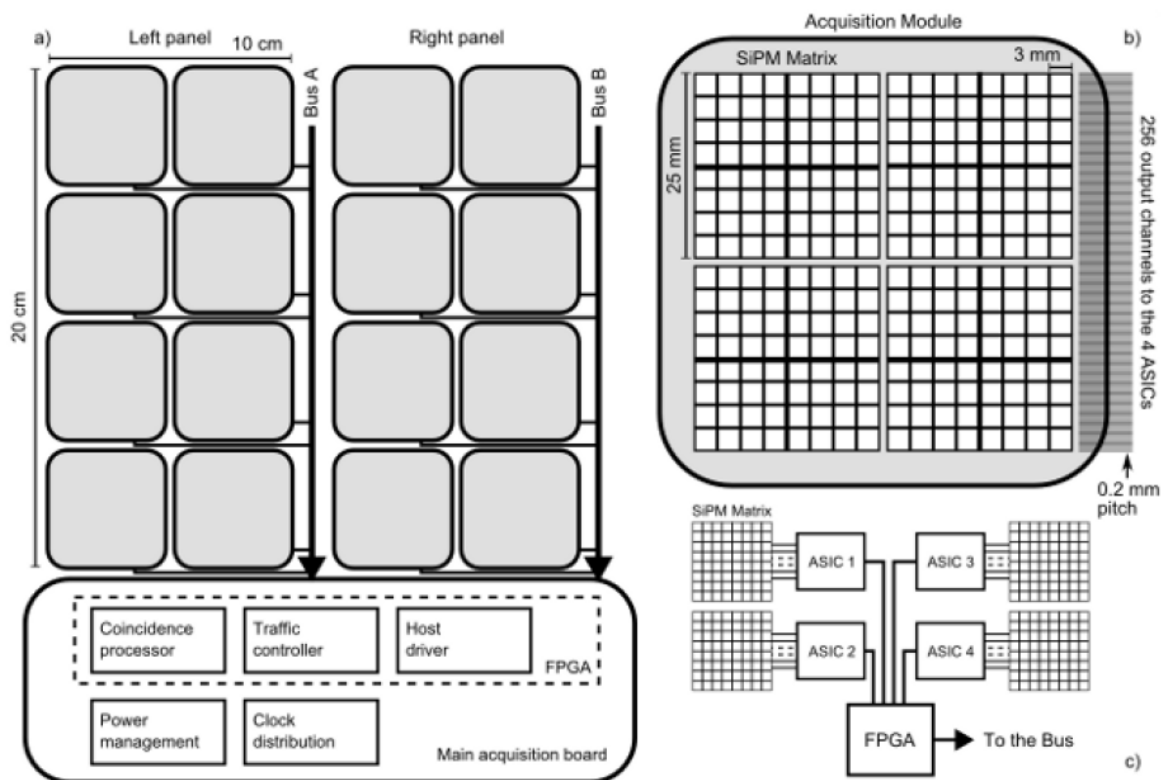 a)
Left panel
10 cm
Right panel
Bus A
Bus B
20 cm
Coincidence
processor
Traffic
controller
Host
driver
FPGA
Power
management
Clock
distribution
Main acquisition board
Acquisition Module
b)
SiPM Matrix
3 mm
25 mm
256 output channels to the 4 ASICs
0.2 mm
pitch
SiPM Matrix
ASIC 1
ASIC 3
ASIC 2
ASIC 4
FPGA
To the Bus
c)